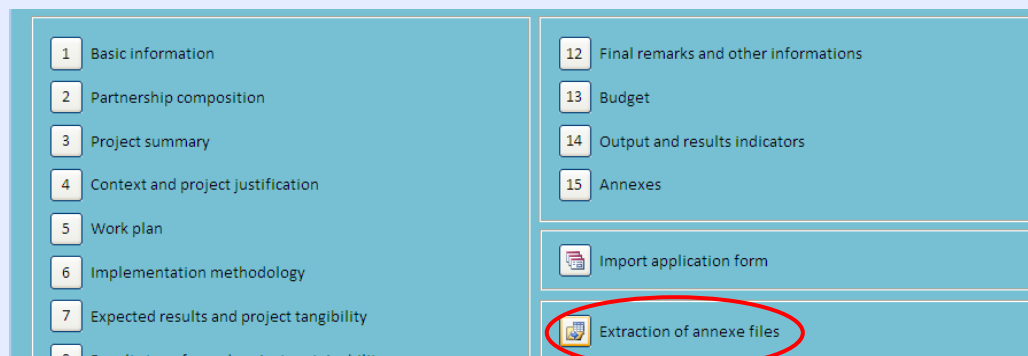 1 Basic information
2 Partnership composition
3 Project summary
4 Context and project justification
5 Work plan
6 Implementation methodology
7 Expected results and project tangibility
12 Final remarks and other informations
13 Budget
14 Output and results indicators
15 Annexes
Import application form
Extraction of annexe files